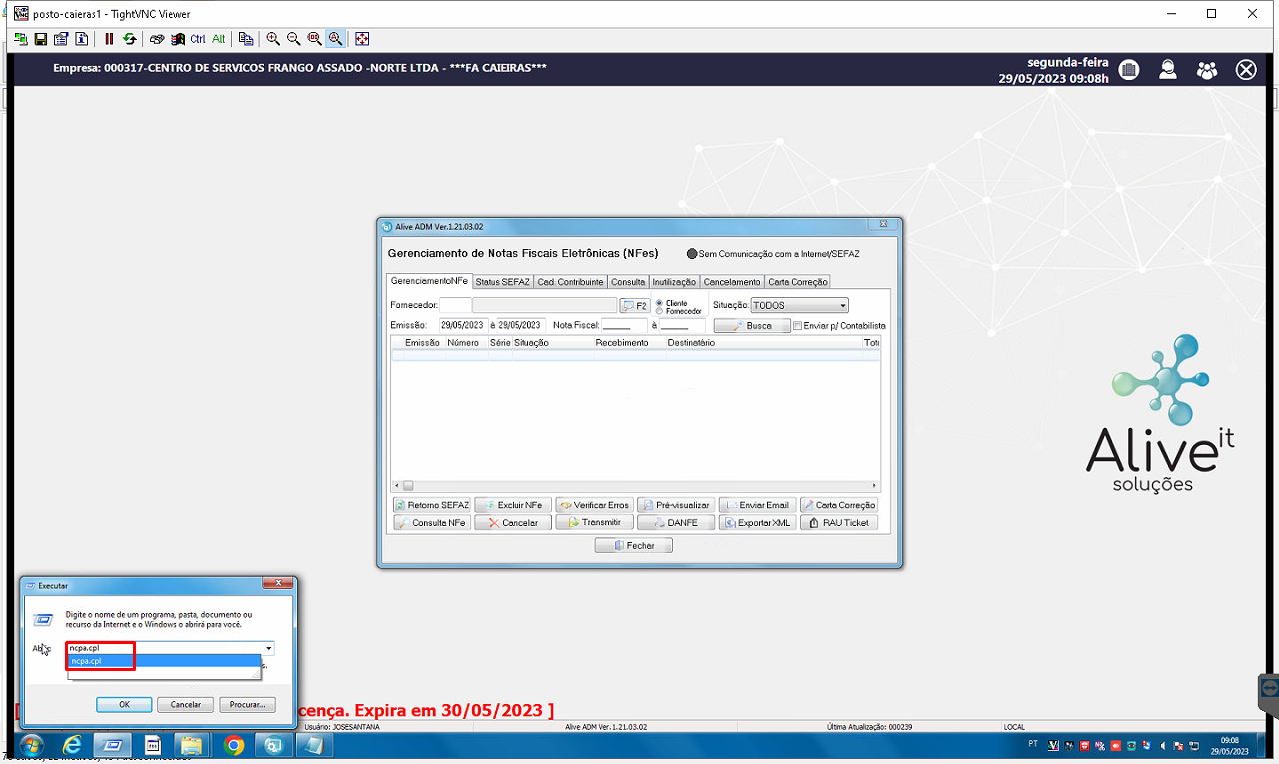 posto-caieras1 - TightVNC Viewer
Ctrl Alt
Empresa: 000317-CENTRO DE SERVICOS FRANGO ASSADO -NORTE LTDA - ***FA CAIEIRAS***
segunda-feira
29/05/2023 09:08h
Alive ADM Ver.1.21.03.02
Gerenciamento de Notas Fiscais Eletrônicas (NFes)
Sem Comunicação com a Internet/SEFAZ
GerenciamentoNFe Status SEFAZ Cad. Contribuinte Consulta Inutilização Cancelamento Carta Correção
Fornecedor: F2 Cliente Situação: TODOS
Fornecedor
Emissão: 29/05/2023 à 29/05/2023 Nota Fiscal: ______ à ______ Busca Enviar p/ Contabilista
Emissão Número Série Situação Recebimento Destinatário Tot
Retorno SEFAZ Excluir NFe Verificar Erros Pré-visualizar Enviar Email Carta Correção
Consulta NFe Cancelar Transmitir DANFE Exportar XML RAU Ticket
Fechar
Alive it
soluções
Executar
Digite o nome de um programa, pasta, documento ou
recurso da Internet e o Windows o abrirá para você.
ncpa.cpl
ncpa.cpl
s.
OK Cancelar Procurar...
cença. Expira em 30/05/2023 ]
Usuário: JOSESANTANA Alive ADM Ver.1.21.03.02 Última Atualização: 000239 LOCAL
PT 09:08
29/05/2023